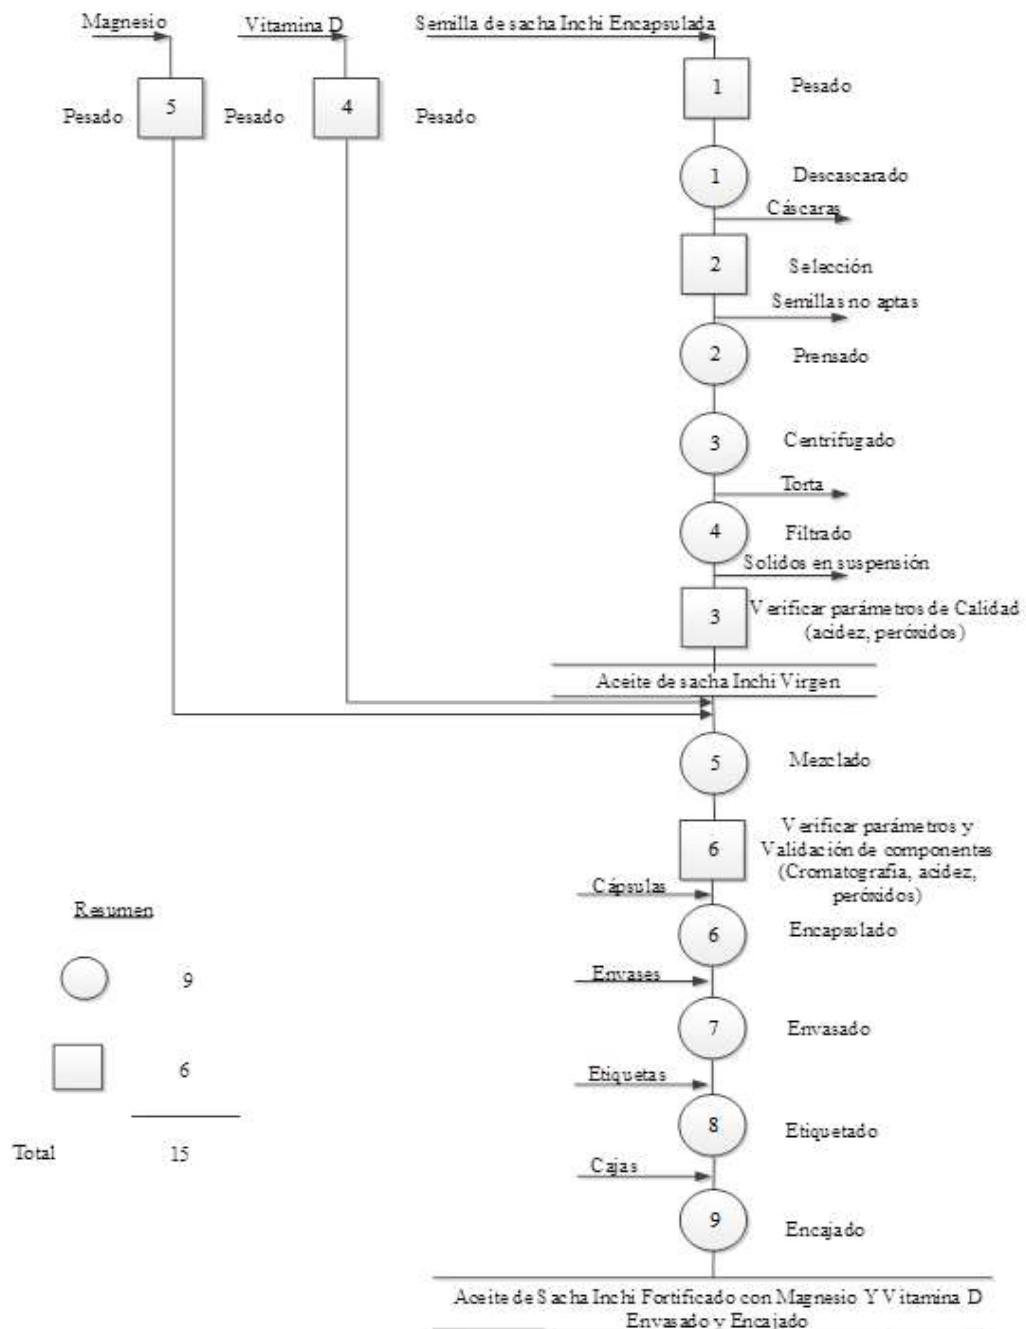 Magnesio
Vitamina D
Semilla de sacha Inchi Encapsulada
Pesado
5
Pesado
4
Pesado
1
Pesado
1
Descascarado
Cáscaras
2
Selección
Semillas no aptas
2
Prensado
3
Centrifugado
Torta
4
Filtrado
Solidos en suspensión
3
Verificar parámetros de Calidad
(acidez, peróxidos)
Aceite de sacha Inchi Virgen
5
Mezclado
6
Verificar parámetros y
Validación de componentes
(Cromatografia, acidez,
peróxidos)
Cápsulas
6
Encapsulado
Envases
7
Envasado
Etiquetas
8
Etiquetado
Cajas
9
Encajado
Resumen
9
6
Total 15
Aceite de Sacha Inchi Fortificado con Magnesio Y Vitamina D
Envasado y Encajado